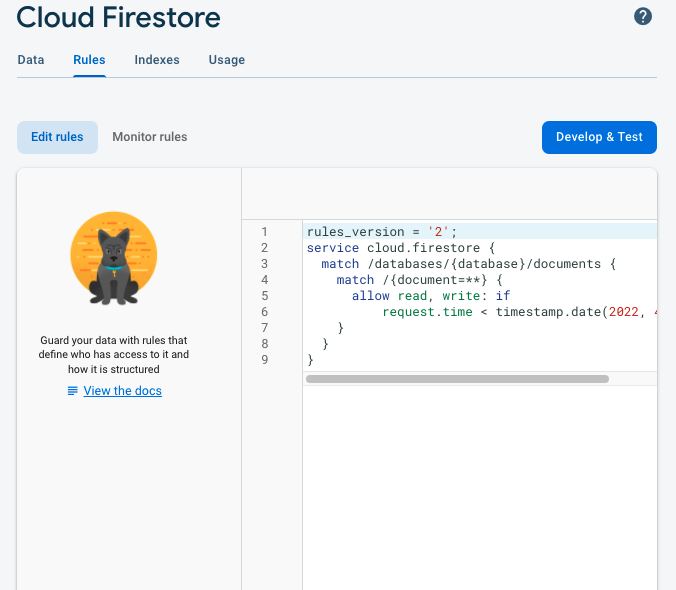 Cloud Firestore
?
Data Rules Indexes Usage
Edit rules Monitor rules Develop & Test
Guard your data with rules that
define who has access to it and
how it is structured
View the docs
1 rules_version = '2';
2 service cloud.firestore {
3 match /databases/{database}/documents {
4 match /{document=**} {
5 allow read, write: if
6 request.time < timestamp.date(2022,
7 }
8 }
9 }